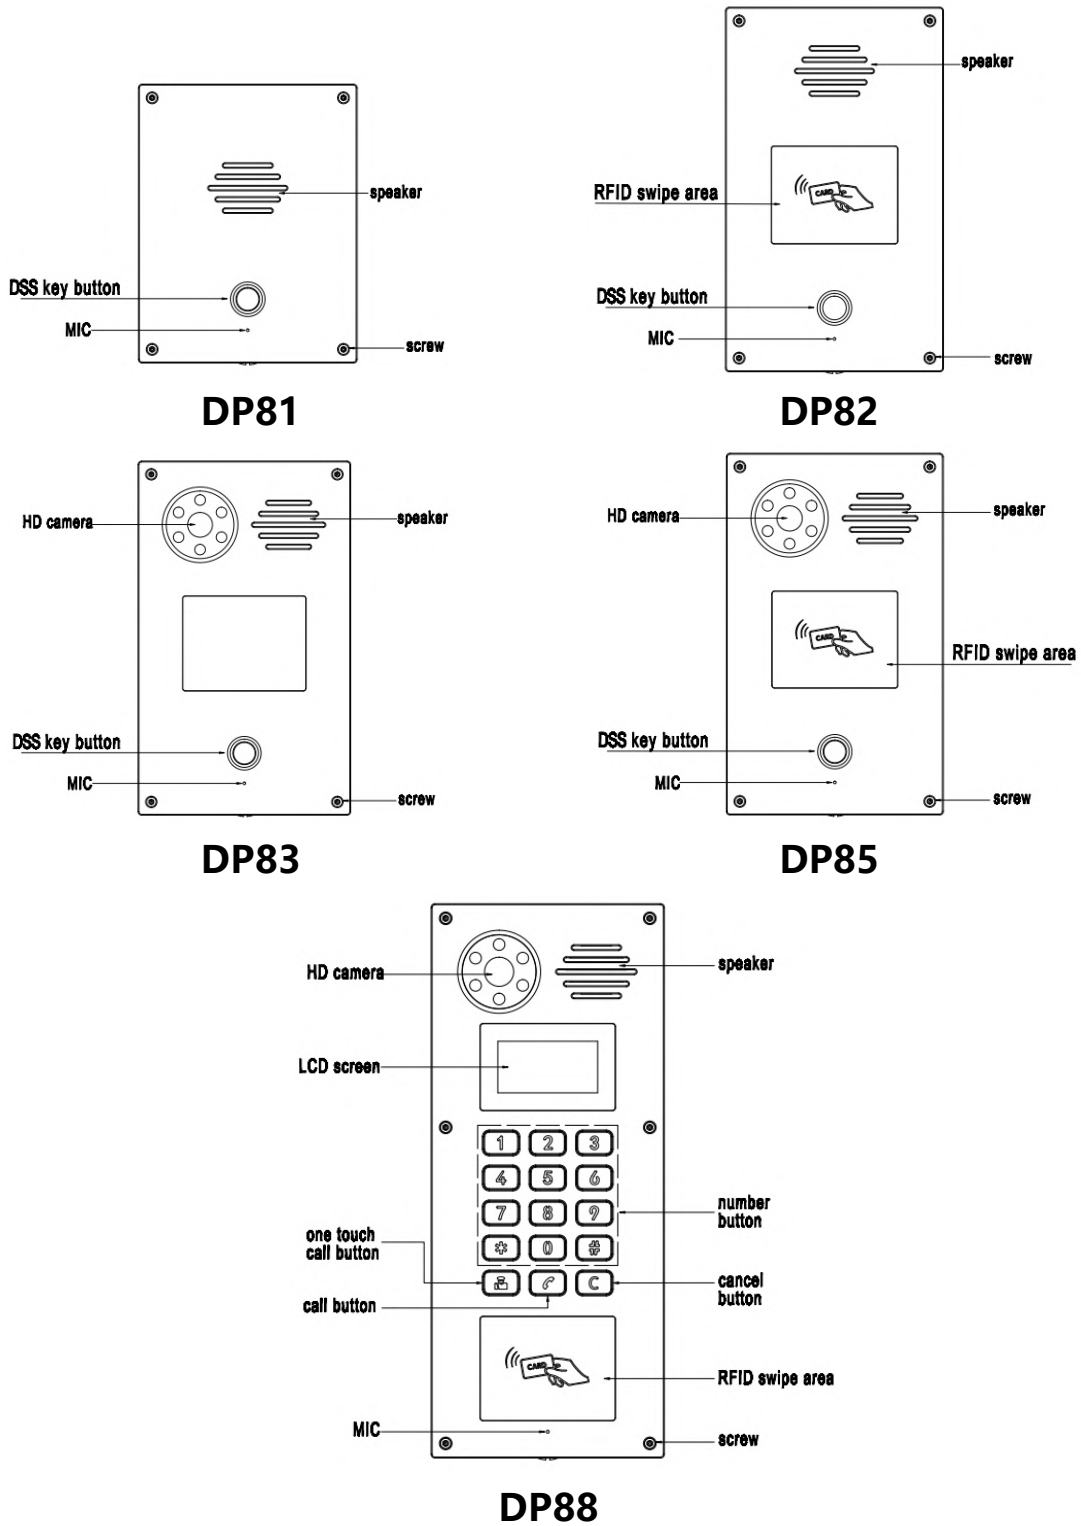 speaker
DSS key button
MIC
screw
DP81
speaker
RFID swipe area
CARD
DSS key button
MIC
screw
DP82
HD camera
speaker
DSS key button
MIC
screw
DP83
HD camera
speaker
CARD
RFID swipe area
DSS key button
MIC
screw
DP85
HD camera
speaker
LCD screen
1 2 3
4 5 6
7 8 9
* 0 #
number
button
one touch
call button
C
cancel
button
call button
CARD
RFID swipe area
MIC
screw
DP88